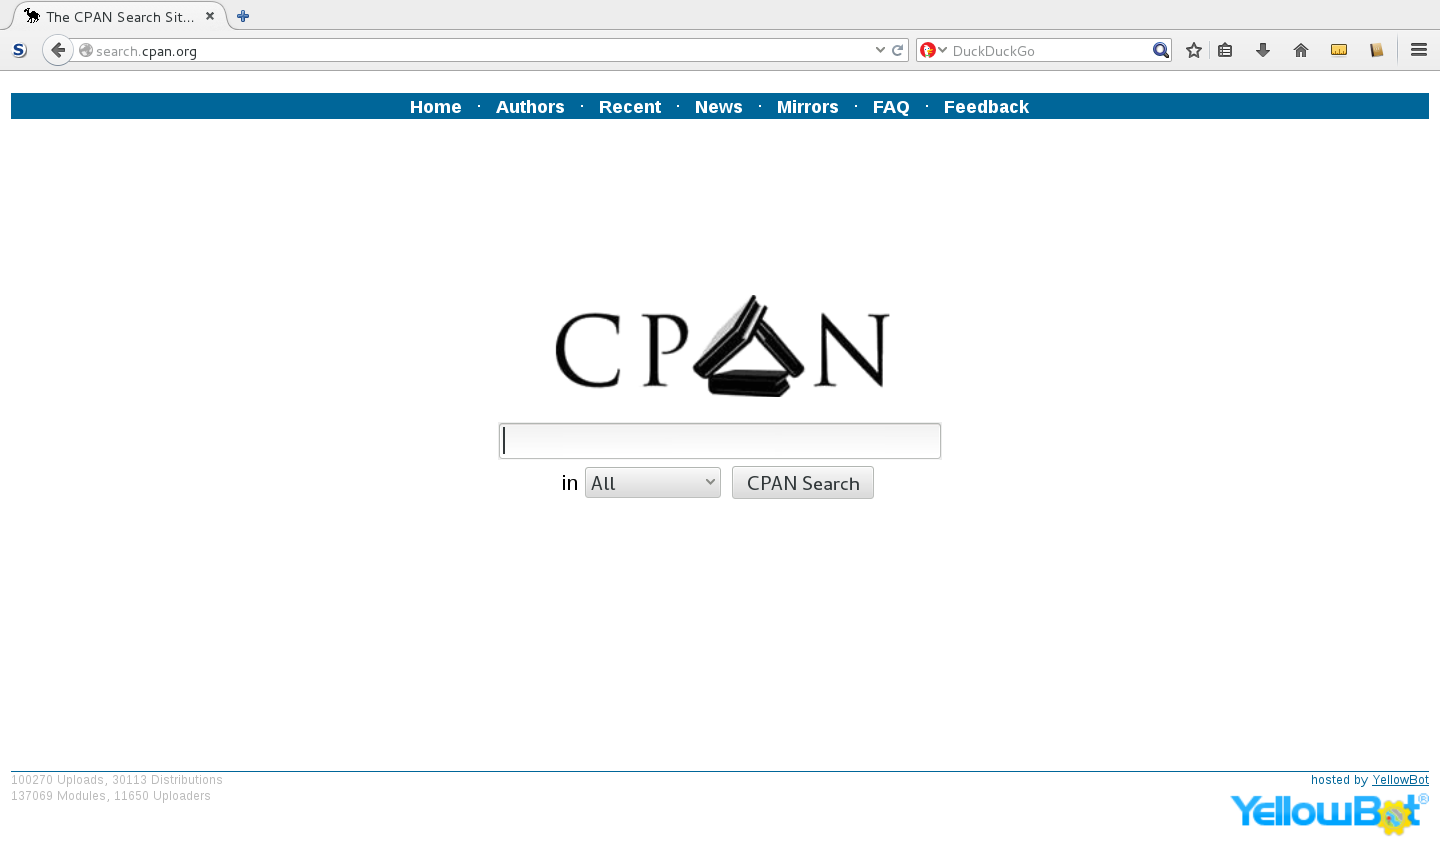 The CPAN Search Sit...
S
search.cpan.org
DuckDuckGo
Home · Authors · Recent · News · Mirrors · FAQ · Feedback
CPAN
in All CPAN Search
100270 Uploads, 30113 Distributions
137069 Modules, 11650 Uploaders
hosted by YellowBot
YellowBot®